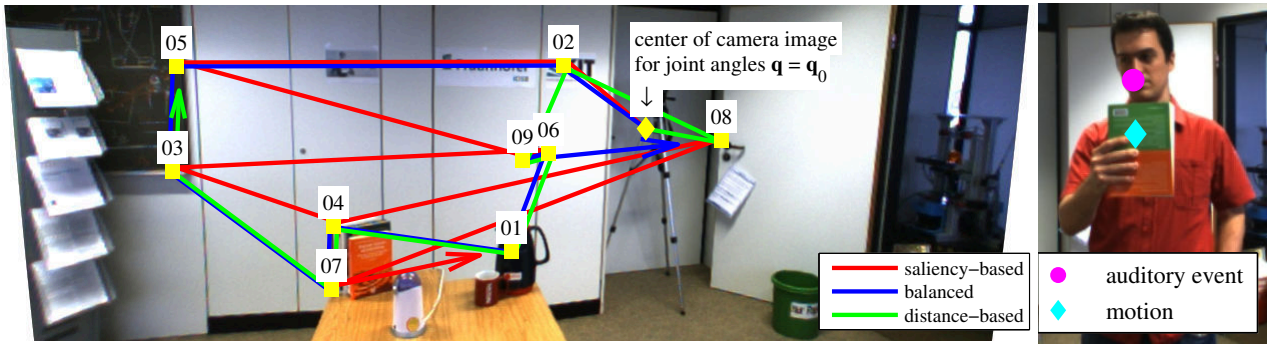 05
02
center of camera image
for joint angles q = q0
↓
08
09
06
03
04
01
07
saliency-based
balanced
distance-based
auditory event
motion